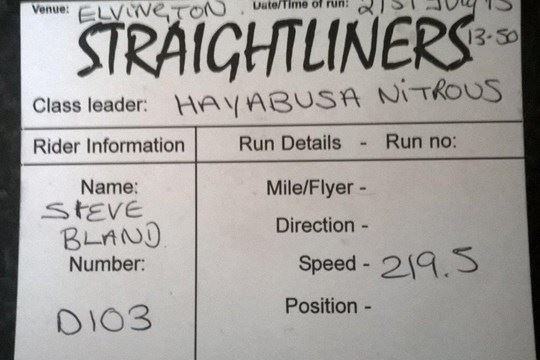 Venue: ELVINGTON. Date/Time of run: 21st July 13
STRAIGHTLINERS 13-50
Class leader: HAYABUSA NITROUS
Rider Information Run Details - Run no:
Name: Mile/Flyer -
STEVE Direction -
BLAND
Number: Speed - 219.5
Position -
D103